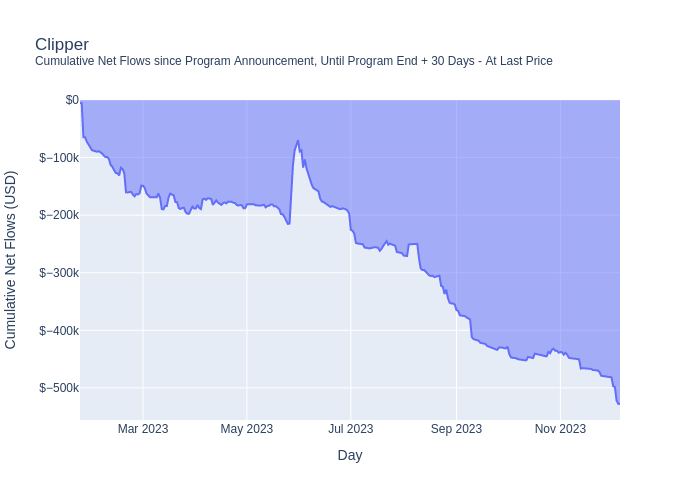 Clipper
Cumulative Net Flows since Program Announcement, Until Program End + 30 Days - At Last Price
$0
$−100k
$−200k
$−300k
$−400k
$−500k
Cumulative Net Flows (USD)
Mar 2023 May 2023 Jul 2023 Sep 2023 Nov 2023
Day